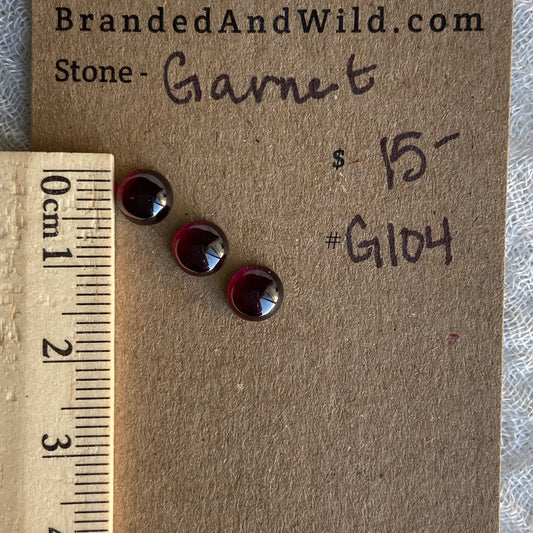 BrandedAndWild.com
Stone - Garnet
$ 15-
#G104
0cm 1 2 3